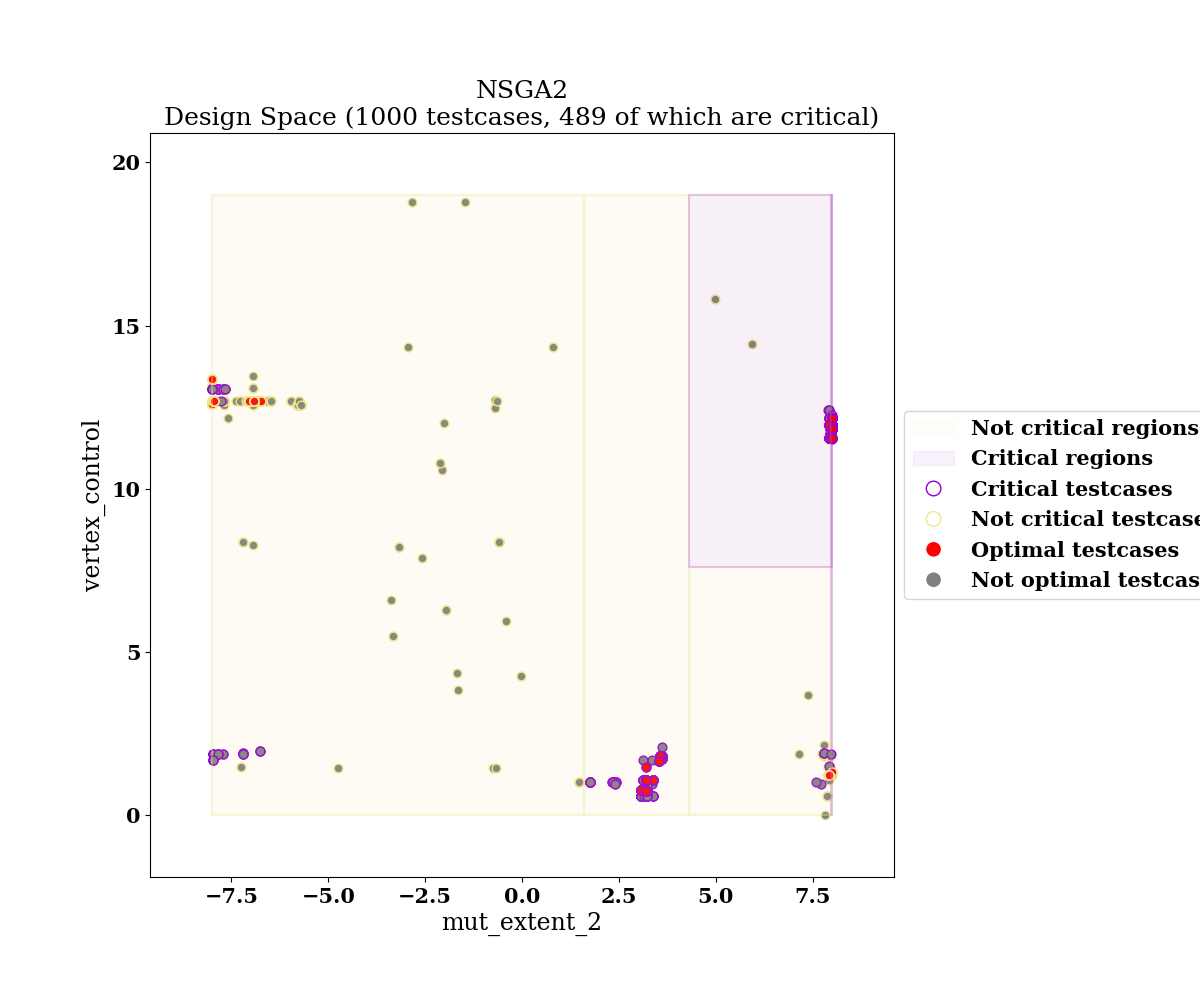 NSGA2
Design Space (1000 testcases, 489 of which are critical)
20
15
10
5
0
vertex_control
−7.5 −5.0 −2.5 0.0 2.5 5.0 7.5
mut_extent_2
Not critical regions
Critical regions
Critical testcases
Not critical testcase
Optimal testcases
Not optimal testcas